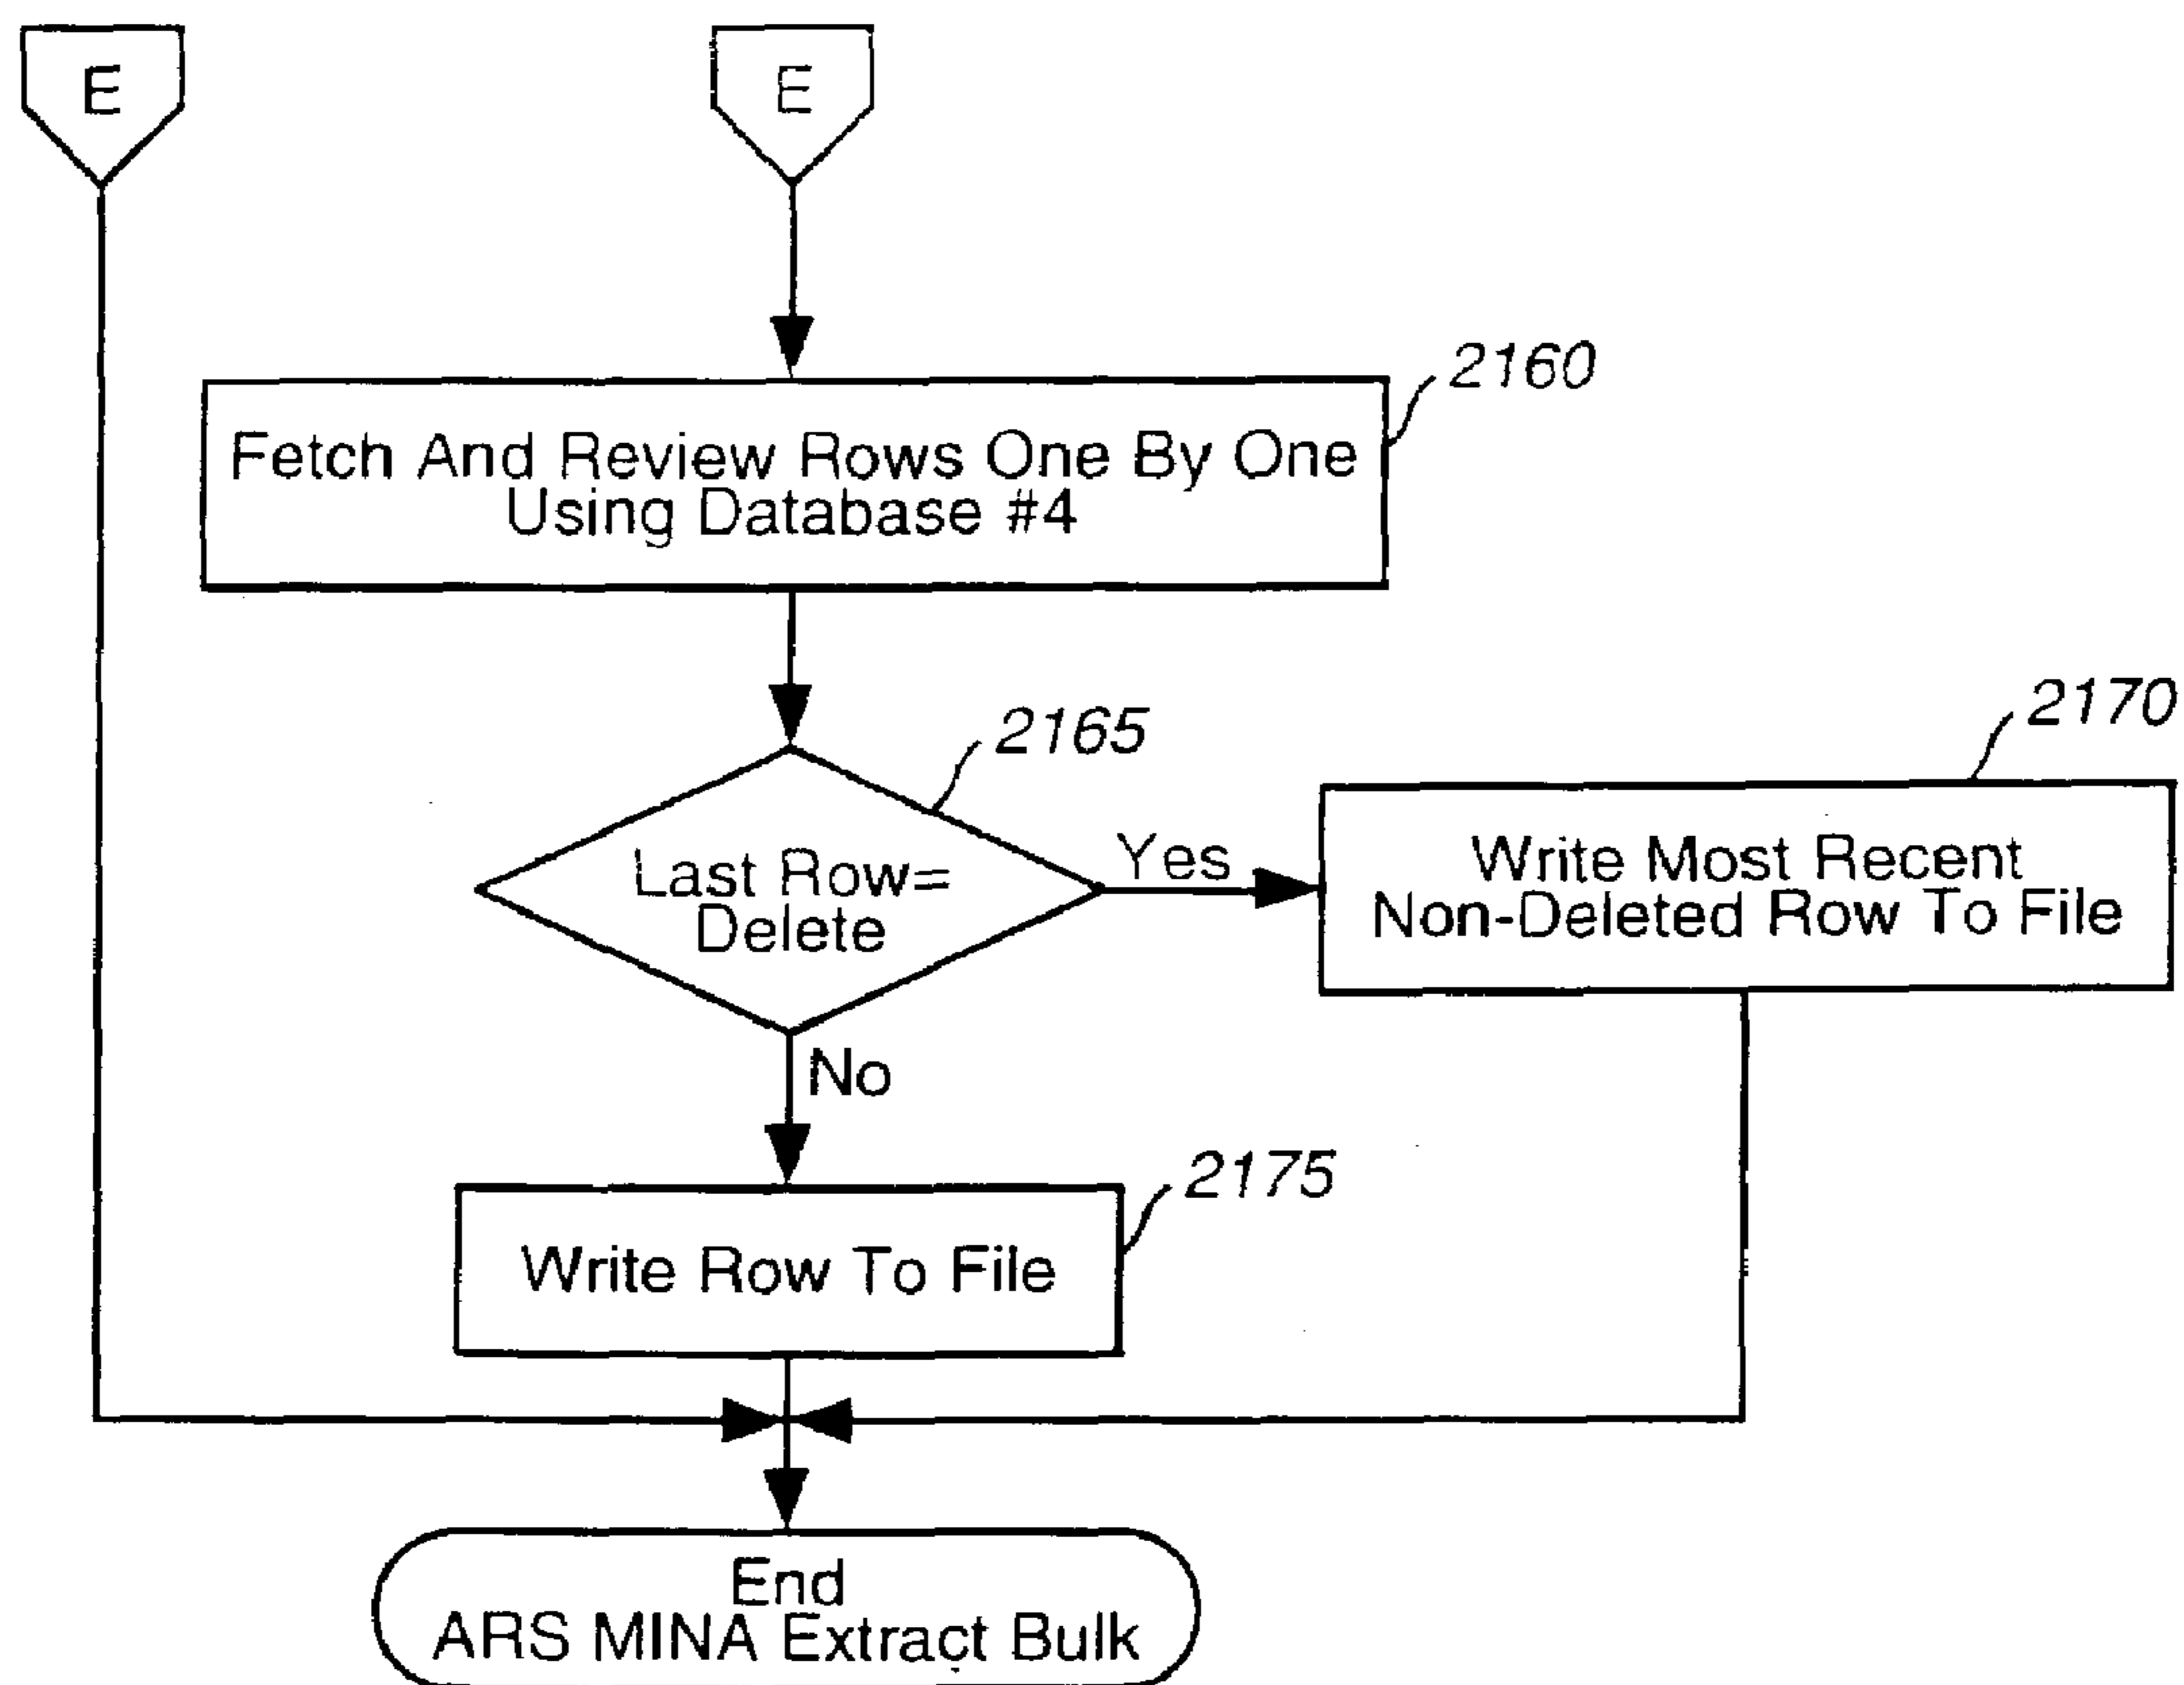 E
E
2160
Fetch And Review Rows One By One
Using Database #4
2165
2170
Last Row=
Delete
Yes
Write Most Recent
Non-Deleted Row To File
No
2175
Write Row To File
End
ARS MINA Extract Bulk